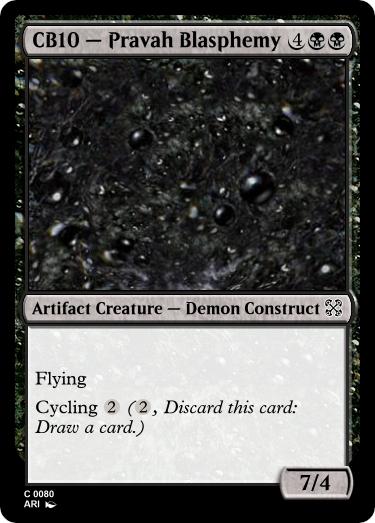 CB10 — Pravah Blasphemy 4
Artifact Creature — Demon Construct
Flying
Cycling 2 (2, Discard this card:
Draw a card.)
7/4
C 0080
ARI